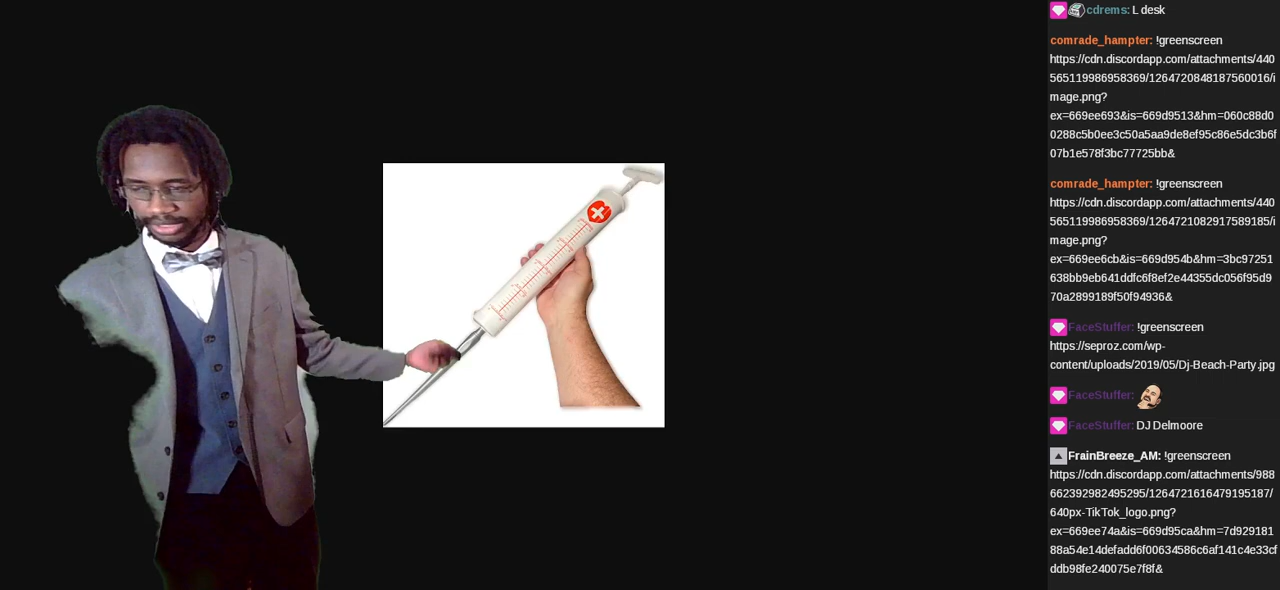 cdrems: L desk
comrade_hampter: !greenscreen
https://cdn.discordapp.com/attachments/440
565119986958369/1264720848187560016/i
mage.png?
ex=669ee693&is=669d9513&hm=060c88d0
0288c5b0ee3c50a5aa9de8ef95c86e5dc3b6f
07b1e578f3bc77725bb&
comrade_hampter: !greenscreen
https://cdn.discordapp.com/attachments/440
565119986958369/1264721082917589185/i
mage.png?
ex=669ee6cb&is=669d954b&hm=3bc97251
638bb9eb641ddfc6f8ef2e44355dc056f95d9
970a2899189f50f94936&
FaceStuffer: !greenscreen
https://seproz.com/wp-
content/uploads/2019/05/Dj-Beach-Party.jpg
FaceStuffer:
FaceStuffer: DJ Delmoore
FrainBreeze_AM: !greenscreen
https://cdn.discordapp.com/attachments/988
662392982495295/1264721616479195187/
640px-TikTok_logo.png?
ex=669ee74a&is=669d95ca&hm=7d929181
88a54e14defadd6f00634586c6af141c4e33cf
ddb98fe240075e7f8f&